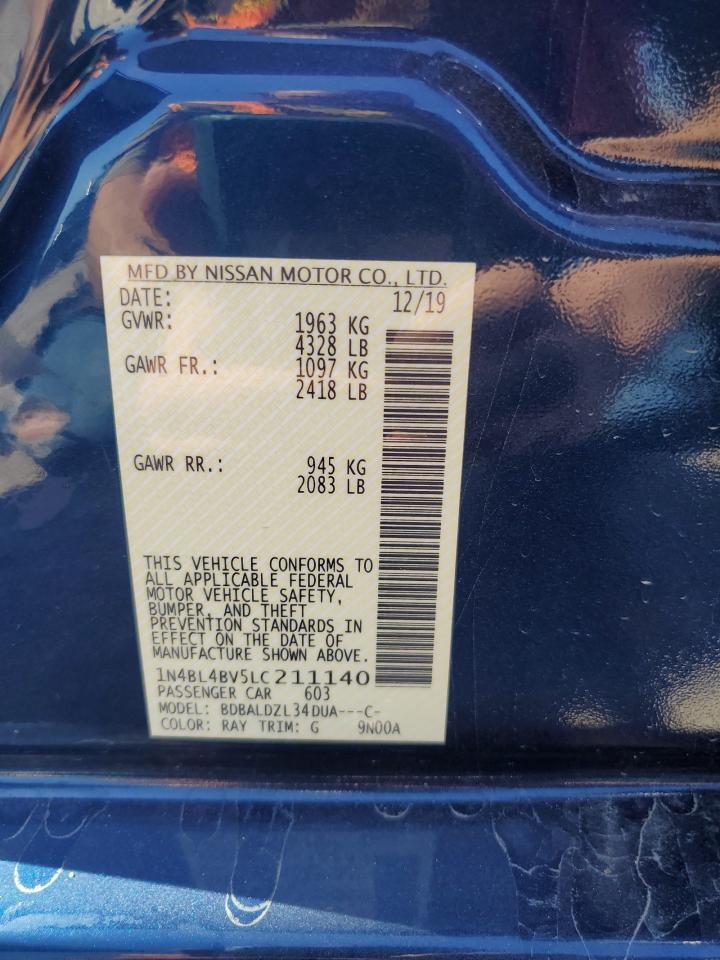 MFD BY NISSAN MOTOR CO., LTD.
DATE: 12/19
GVWR: 1963 KG
4328 LB
GAWR FR.: 1097 KG
2418 LB
GAWR RR.: 945 KG
2083 LB
THIS VEHICLE CONFORMS TO
ALL APPLICABLE FEDERAL
MOTOR VEHICLE SAFETY,
BUMPER, AND THEFT
PREVENTION STANDARDS IN
EFFECT ON THE DATE OF
MANUFACTURE SHOWN ABOVE.
1N4BL4BV5LC211140
PASSENGER CAR 603
MODEL: BDBALDZL34DUA---C-
COLOR: RAY TRIM: G 9N00A